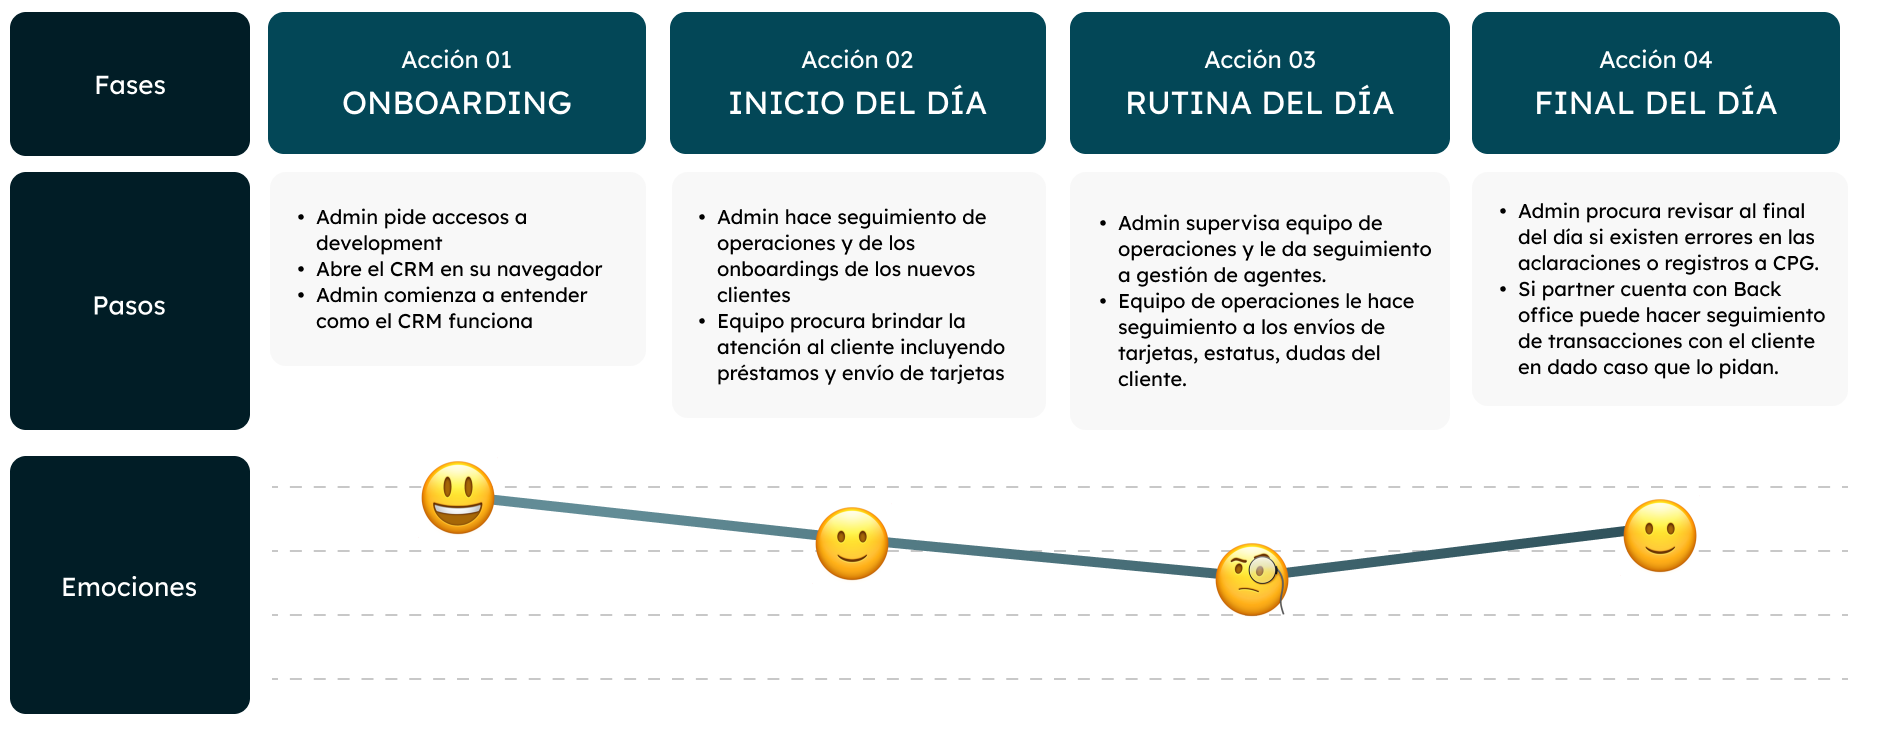 Fases
Acción 01
ONBOARDING
Acción 02
INICIO DEL DÍA
Acción 03
RUTINA DEL DÍA
Acción 04
FINAL DEL DÍA
Pasos
• Admin pide accesos a
development
• Abre el CRM en su navegador
• Admin comienza a entender
como el CRM funciona
• Admin hace seguimiento de
operaciones y de los
onboardings de los nuevos
clientes
• Equipo procura brindar la
atención al cliente incluyendo
préstamos y envío de tarjetas
• Admin supervisa equipo de
operaciones y le da seguimiento
a gestión de agentes.
• Equipo de operaciones le hace
seguimiento a los envíos de
tarjetas, estatus, dudas del
cliente.
• Admin procura revisar al final
del día si existen errores en las
aclaraciones o registros a CPG.
• Si partner cuenta con Back
office puede hacer seguimiento
de transacciones con el cliente
en dado caso que lo pidan.
Emociones